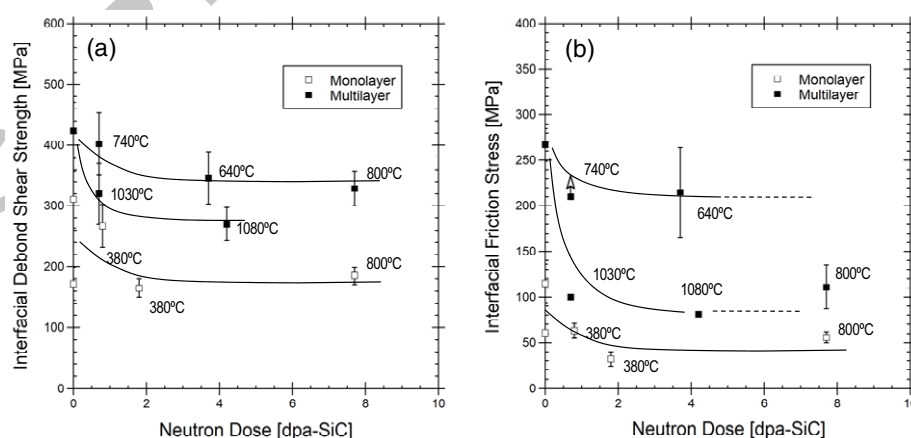 (a)
Interfacial Debond Shear Strength [MPa]
600
500
400
300
200
100
0
Monolayer
Multilayer
740ºC
640ºC
800ºC
1030ºC
1080ºC
380ºC
800ºC
380ºC
0 2 4 6 8 10
Neutron Dose [dpa-SiC]
(b)
Interfacial Friction Stress [MPa]
400
350
300
250
200
150
100
50
0
Monolayer
Multilayer
740ºC
640ºC
1030ºC
1080ºC
800ºC
380ºC
800ºC
380ºC
0 2 4 6 8 10
Neutron Dose [dpa-SiC]